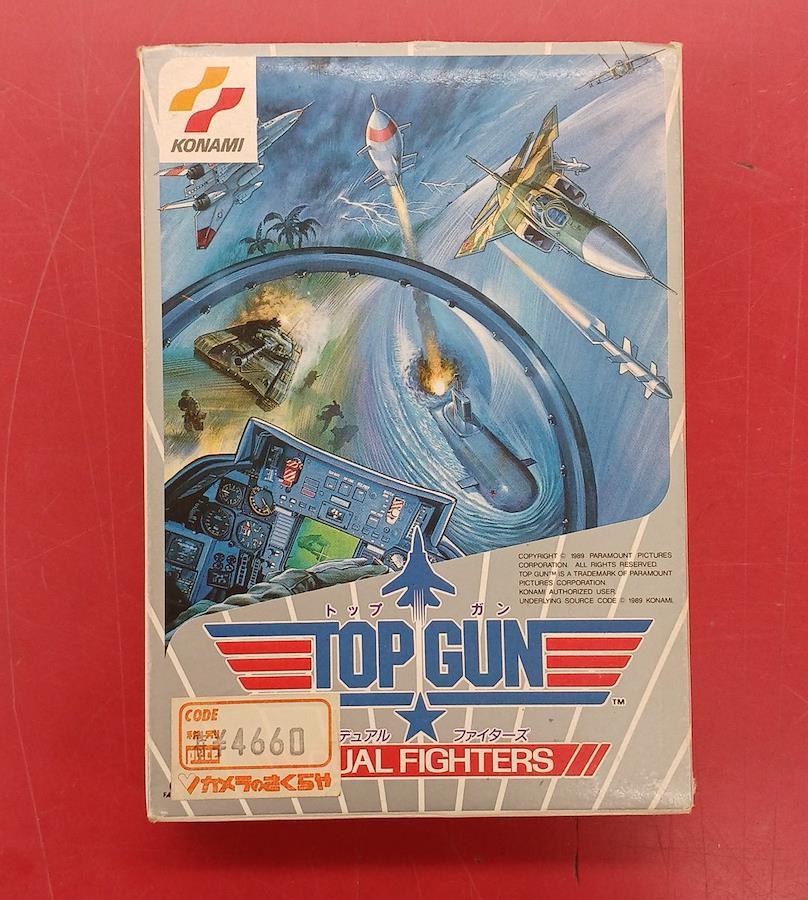 KONAMI
COPYRIGHT © 1989 PARAMOUNT PICTURES
CORPORATION. ALL RIGHTS RESERVED.
TOP GUN™ IS A TRADEMARK OF PARAMOUNT
PICTURES CORPORATION.
KONAMI AUTHORIZED USER.
UNDERLYING SOURCE CODE © 1989 KONAMI.
トップ ガン
TOP GUN
TM
デュアル ファイターズ
UAL FIGHTERS
CODE
¥4660
カメラのさくらや